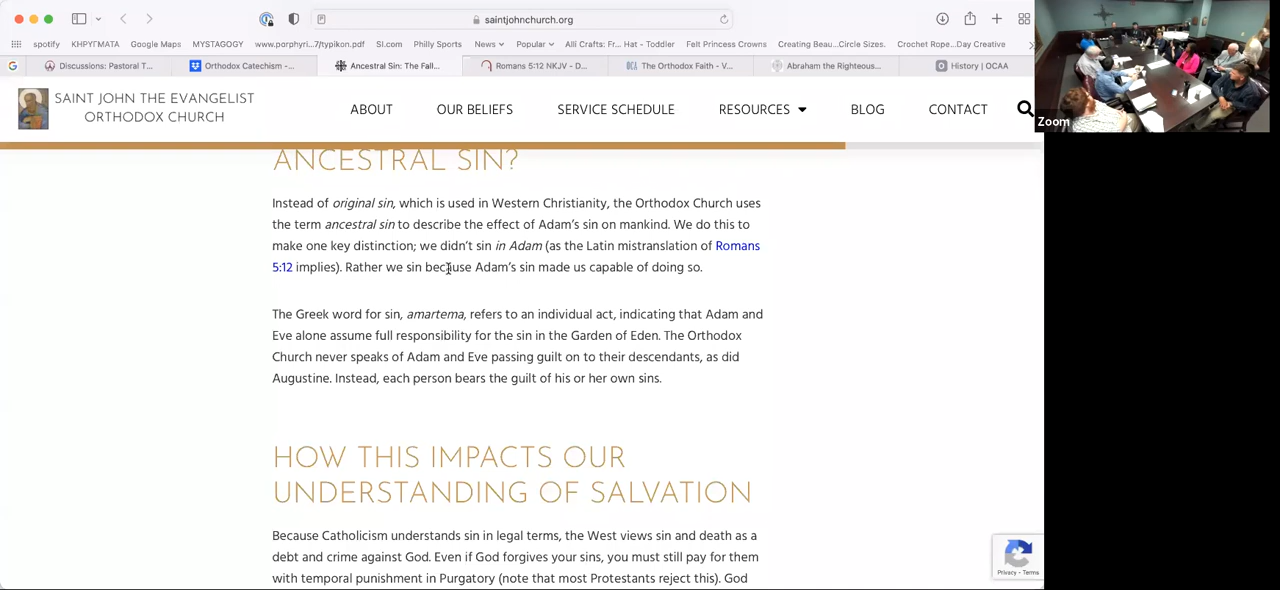 saintjohnchurch.org
spotify КНРУГМАТА Google Maps MYSTAGOGY www.porphyri...7/typikon.pdf SI.com Philly Sports News Popular Alli Crafts: Fr... Hat - Toddler Felt Princess Crowns Creating Beau...Circle Sizes. Crochet Rope...Day Creative
Discussions: Pastoral T... Orthodox Catechism -... Ancestral Sin: The Fall... Romans 5:12 NKJV - D... The Orthodox Faith - V... Abraham the Righteous... History | OCAA
SAINT JOHN THE EVANGELIST
ORTHODOX CHURCH
ABOUT OUR BELIEFS SERVICE SCHEDULE RESOURCES BLOG CONTACT
Zoom
ANCESTRAL SIN?
Instead of original sin, which is used in Western Christianity, the Orthodox Church uses
the term ancestral sin to describe the effect of Adam's sin on mankind. We do this to
make one key distinction; we didn't sin in Adam (as the Latin mistranslation of Romans
5:12 implies). Rather we sin because Adam's sin made us capable of doing so.
The Greek word for sin, amartema, refers to an individual act, indicating that Adam and
Eve alone assume full responsibility for the sin in the Garden of Eden. The Orthodox
Church never speaks of Adam and Eve passing guilt on to their descendants, as did
Augustine. Instead, each person bears the guilt of his or her own sins.
HOW THIS IMPACTS OUR
UNDERSTANDING OF SALVATION
Because Catholicism understands sin in legal terms, the West views sin and death as a
debt and crime against God. Even if God forgives your sins, you must still pay for them
with temporal punishment in Purgatory (note that most Protestants reject this). God
Privacy - Terms